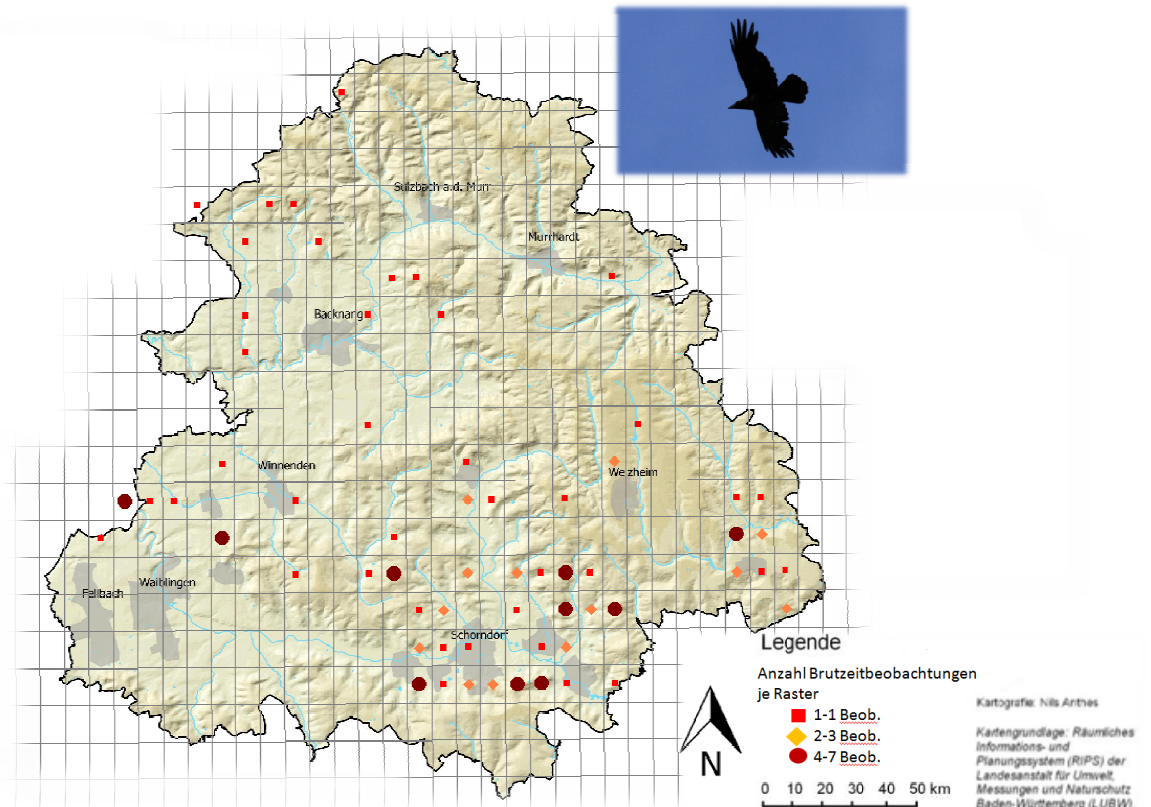 Sulzbach a.d. Murr
Murrhardt
Backnang
Winnenden
Welzheim
Waiblingen
Fellbach
Schorndorf
Legende
Anzahl Brutzeitbeobachtungen
je Raster
1-1 Beob.
2-3 Beob.
4-7 Beob.
N
0 10 20 30 40 50 km
Kartografie: Nils Anthes
Kartengrundlage: Räumliches
Informations- und
Planungssystem (RIPS) der
Landesanstalt für Umwelt,
Messungen und Naturschutz
Baden-Württemberg (LUBW).